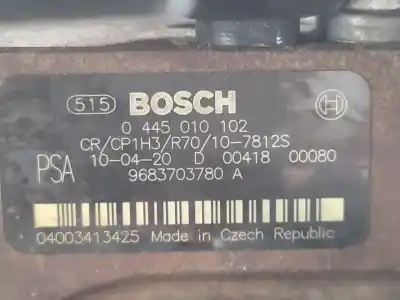 515 BOSCH
0 445 010 102
CR/CP1H3/R70/10-7812S
PSA 10-04-20 D 00418 00080
9683703780 A
04003413425 Made in Czech Republic